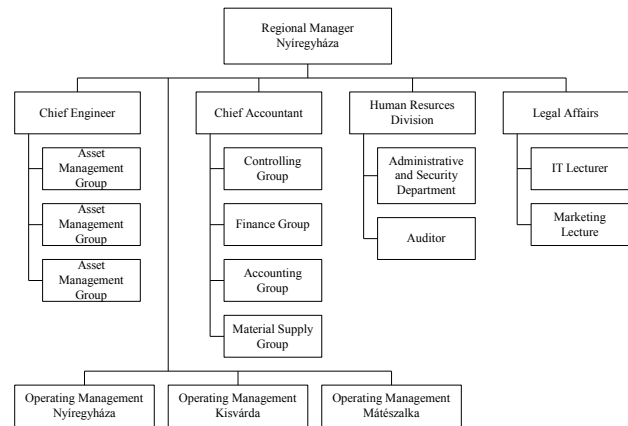 Regional Manager
Nyíregyháza
Chief Engineer
Chief Accountant
Human Resurces
Division
Legal Affairs
Asset
Management
Group
Asset
Management
Group
Asset
Management
Group
Controlling
Group
Finance Group
Accounting
Group
Material Supply
Group
Administrative
and Security
Department
Auditor
IT Lecturer
Marketing
Lecture
Operating Management
Nyíregyháza
Operating Management
Kisvárda
Operating Management
Mátészalka